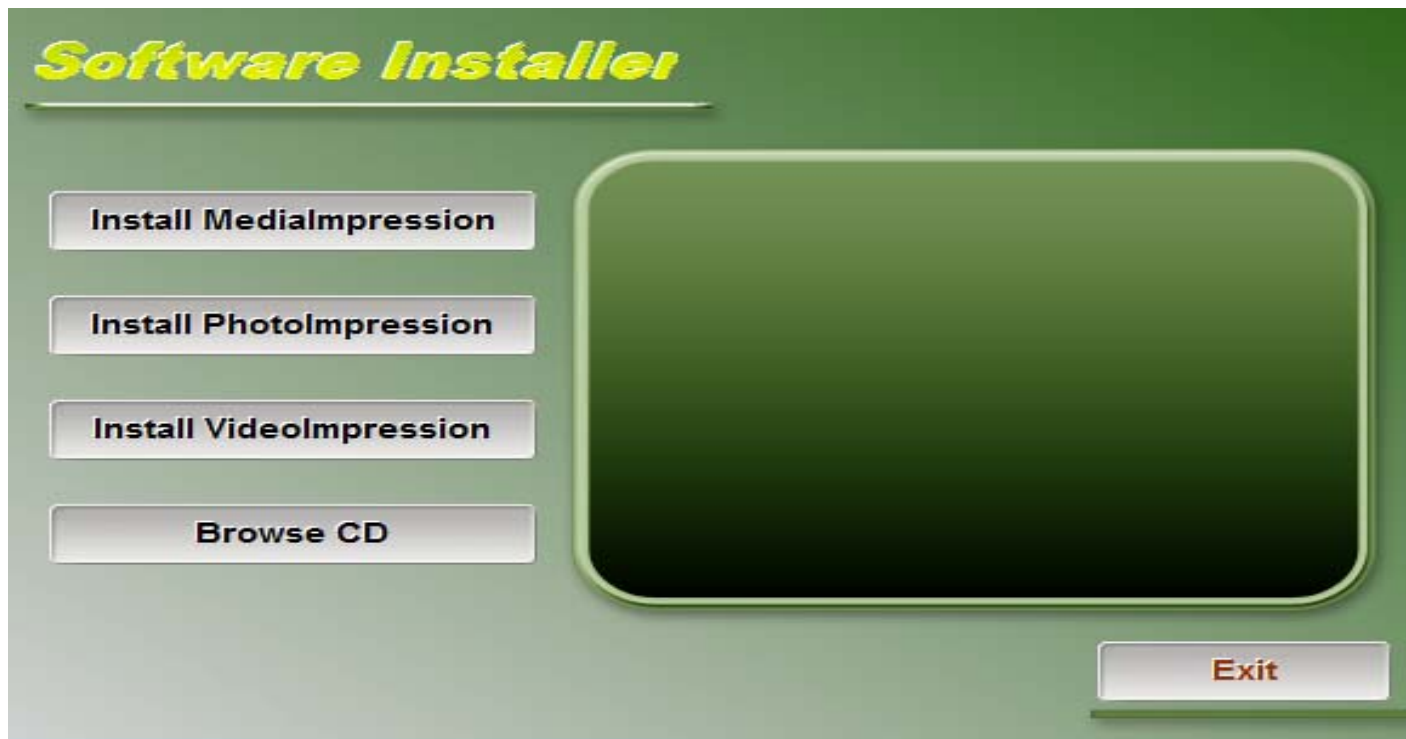 Software Installer
Install MediaImpression
Install PhotoImpression
Install VideoImpression
Browse CD
Exit